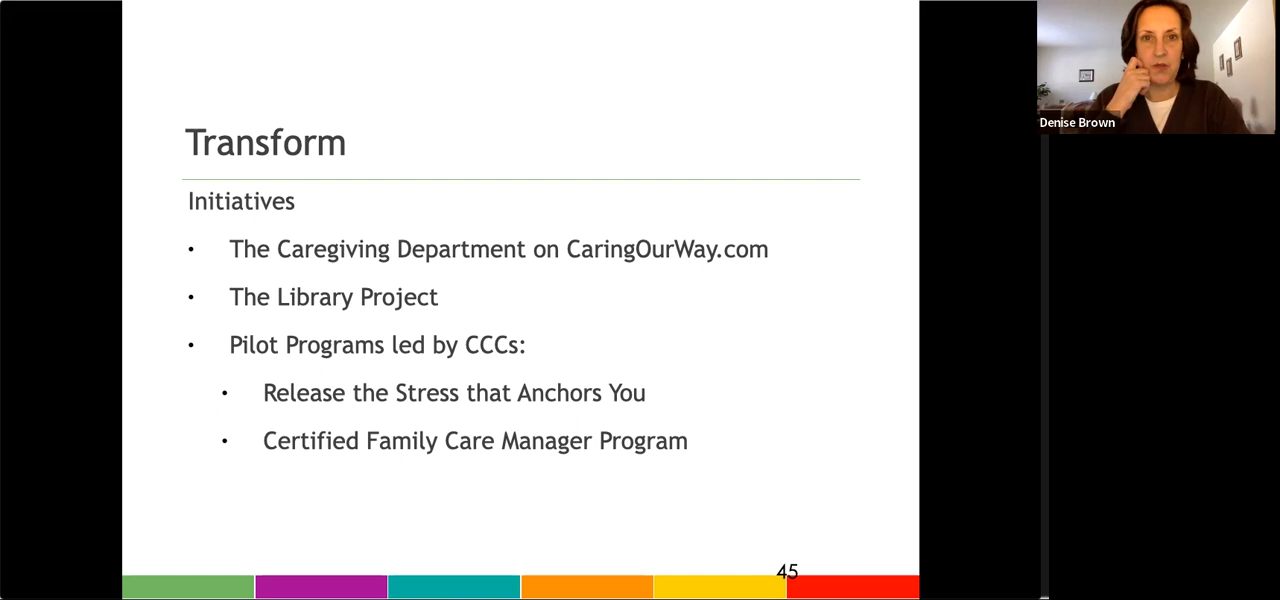 Transform
Initiatives
• The Caregiving Department on CaringOurWay.com
• The Library Project
• Pilot Programs led by CCCs:
• Release the Stress that Anchors You
• Certified Family Care Manager Program
45
Denise Brown